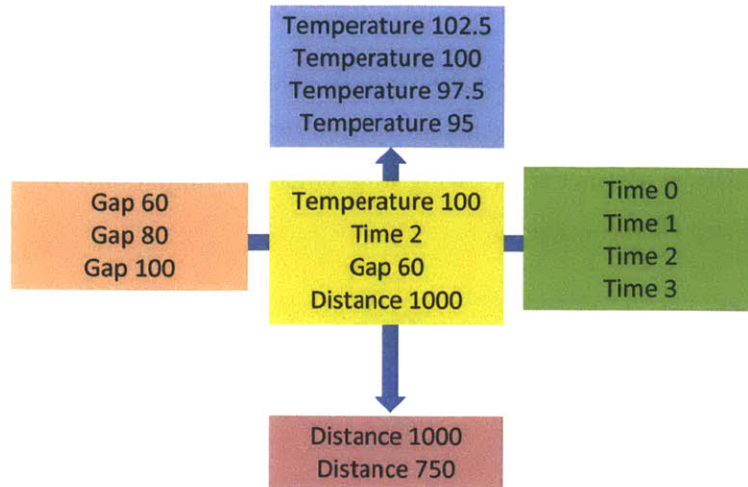 Temperature 102.5
Temperature 100
Temperature 97.5
Temperature 95
Gap 60
Gap 80
Gap 100
Temperature 100
Time 2
Gap 60
Distance 1000
Time 0
Time 1
Time 2
Time 3
Distance 1000
Distance 750